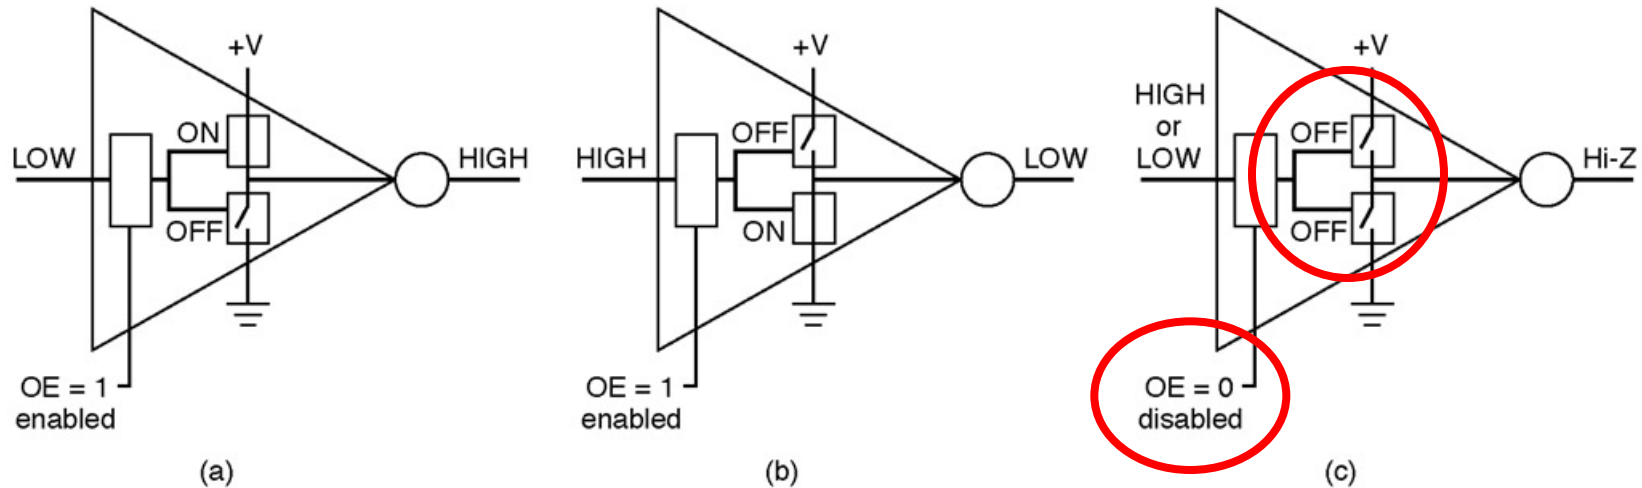 +V
ON
LOW
HIGH
OFF
OE = 1
enabled
(a)
+V
OFF
HIGH
LOW
ON
OE = 1
enabled
(b)
+V
HIGH
or
LOW
OFF
Hi-Z
OFF
OE = 0
disabled
(c)